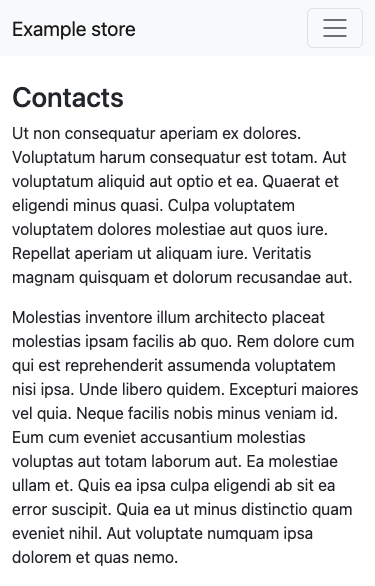 Example store
Contacts
Ut non consequatur aperiam ex dolores.
Voluptatum harum consequatur est totam. Aut
voluptatum aliquid aut optio et ea. Quaerat et
eligendi minus quasi. Culpa voluptatem
voluptatem dolores molestiae aut quos iure.
Repellat aperiam ut aliquam iure. Veritatis
magnam quisquam et dolorum recusandae aut.
Molestias inventore illum architecto placeat
molestias ipsam facilis ab quo. Rem dolore cum
qui est reprehenderit assumenda voluptatem
nisi ipsa. Unde libero quidem. Excepturi maiores
vel quia. Neque facilis nobis minus veniam id.
Eum cum eveniet accusantium molestias
voluptas aut totam laborum aut. Ea molestiae
ullam et. Quis ea ipsa culpa eligendi ab sit ea
error suscipit. Quia ea ut minus distinctio quam
eveniet nihil. Aut voluptate numquam ipsa
dolorem et quas nemo.